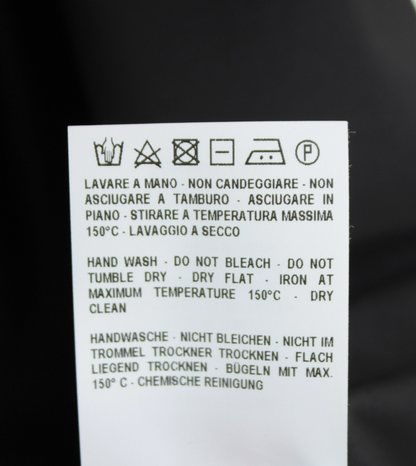 P
LAVARE A MANO - NON CANDEGGIARE - NON
ASCIUGARE A TAMBURO - ASCIUGARE IN
PIANO - STIRARE A TEMPERATURA MASSIMA
150°C - LAVAGGIO A SECCO
HAND WASH - DO NOT BLEACH - DO NOT
TUMBLE DRY - DRY FLAT - IRON AT
MAXIMUM TEMPERATURE 150°C - DRY
CLEAN
HANDWASCHE - NICHT BLEICHEN - NICHT IM
TROMMEL TROCKNER TROCKNEN - FLACH
LIEGEND TROCKNEN - BÜGELN MIT MAX.
150° C - CHEMISCHE REINIGUNG